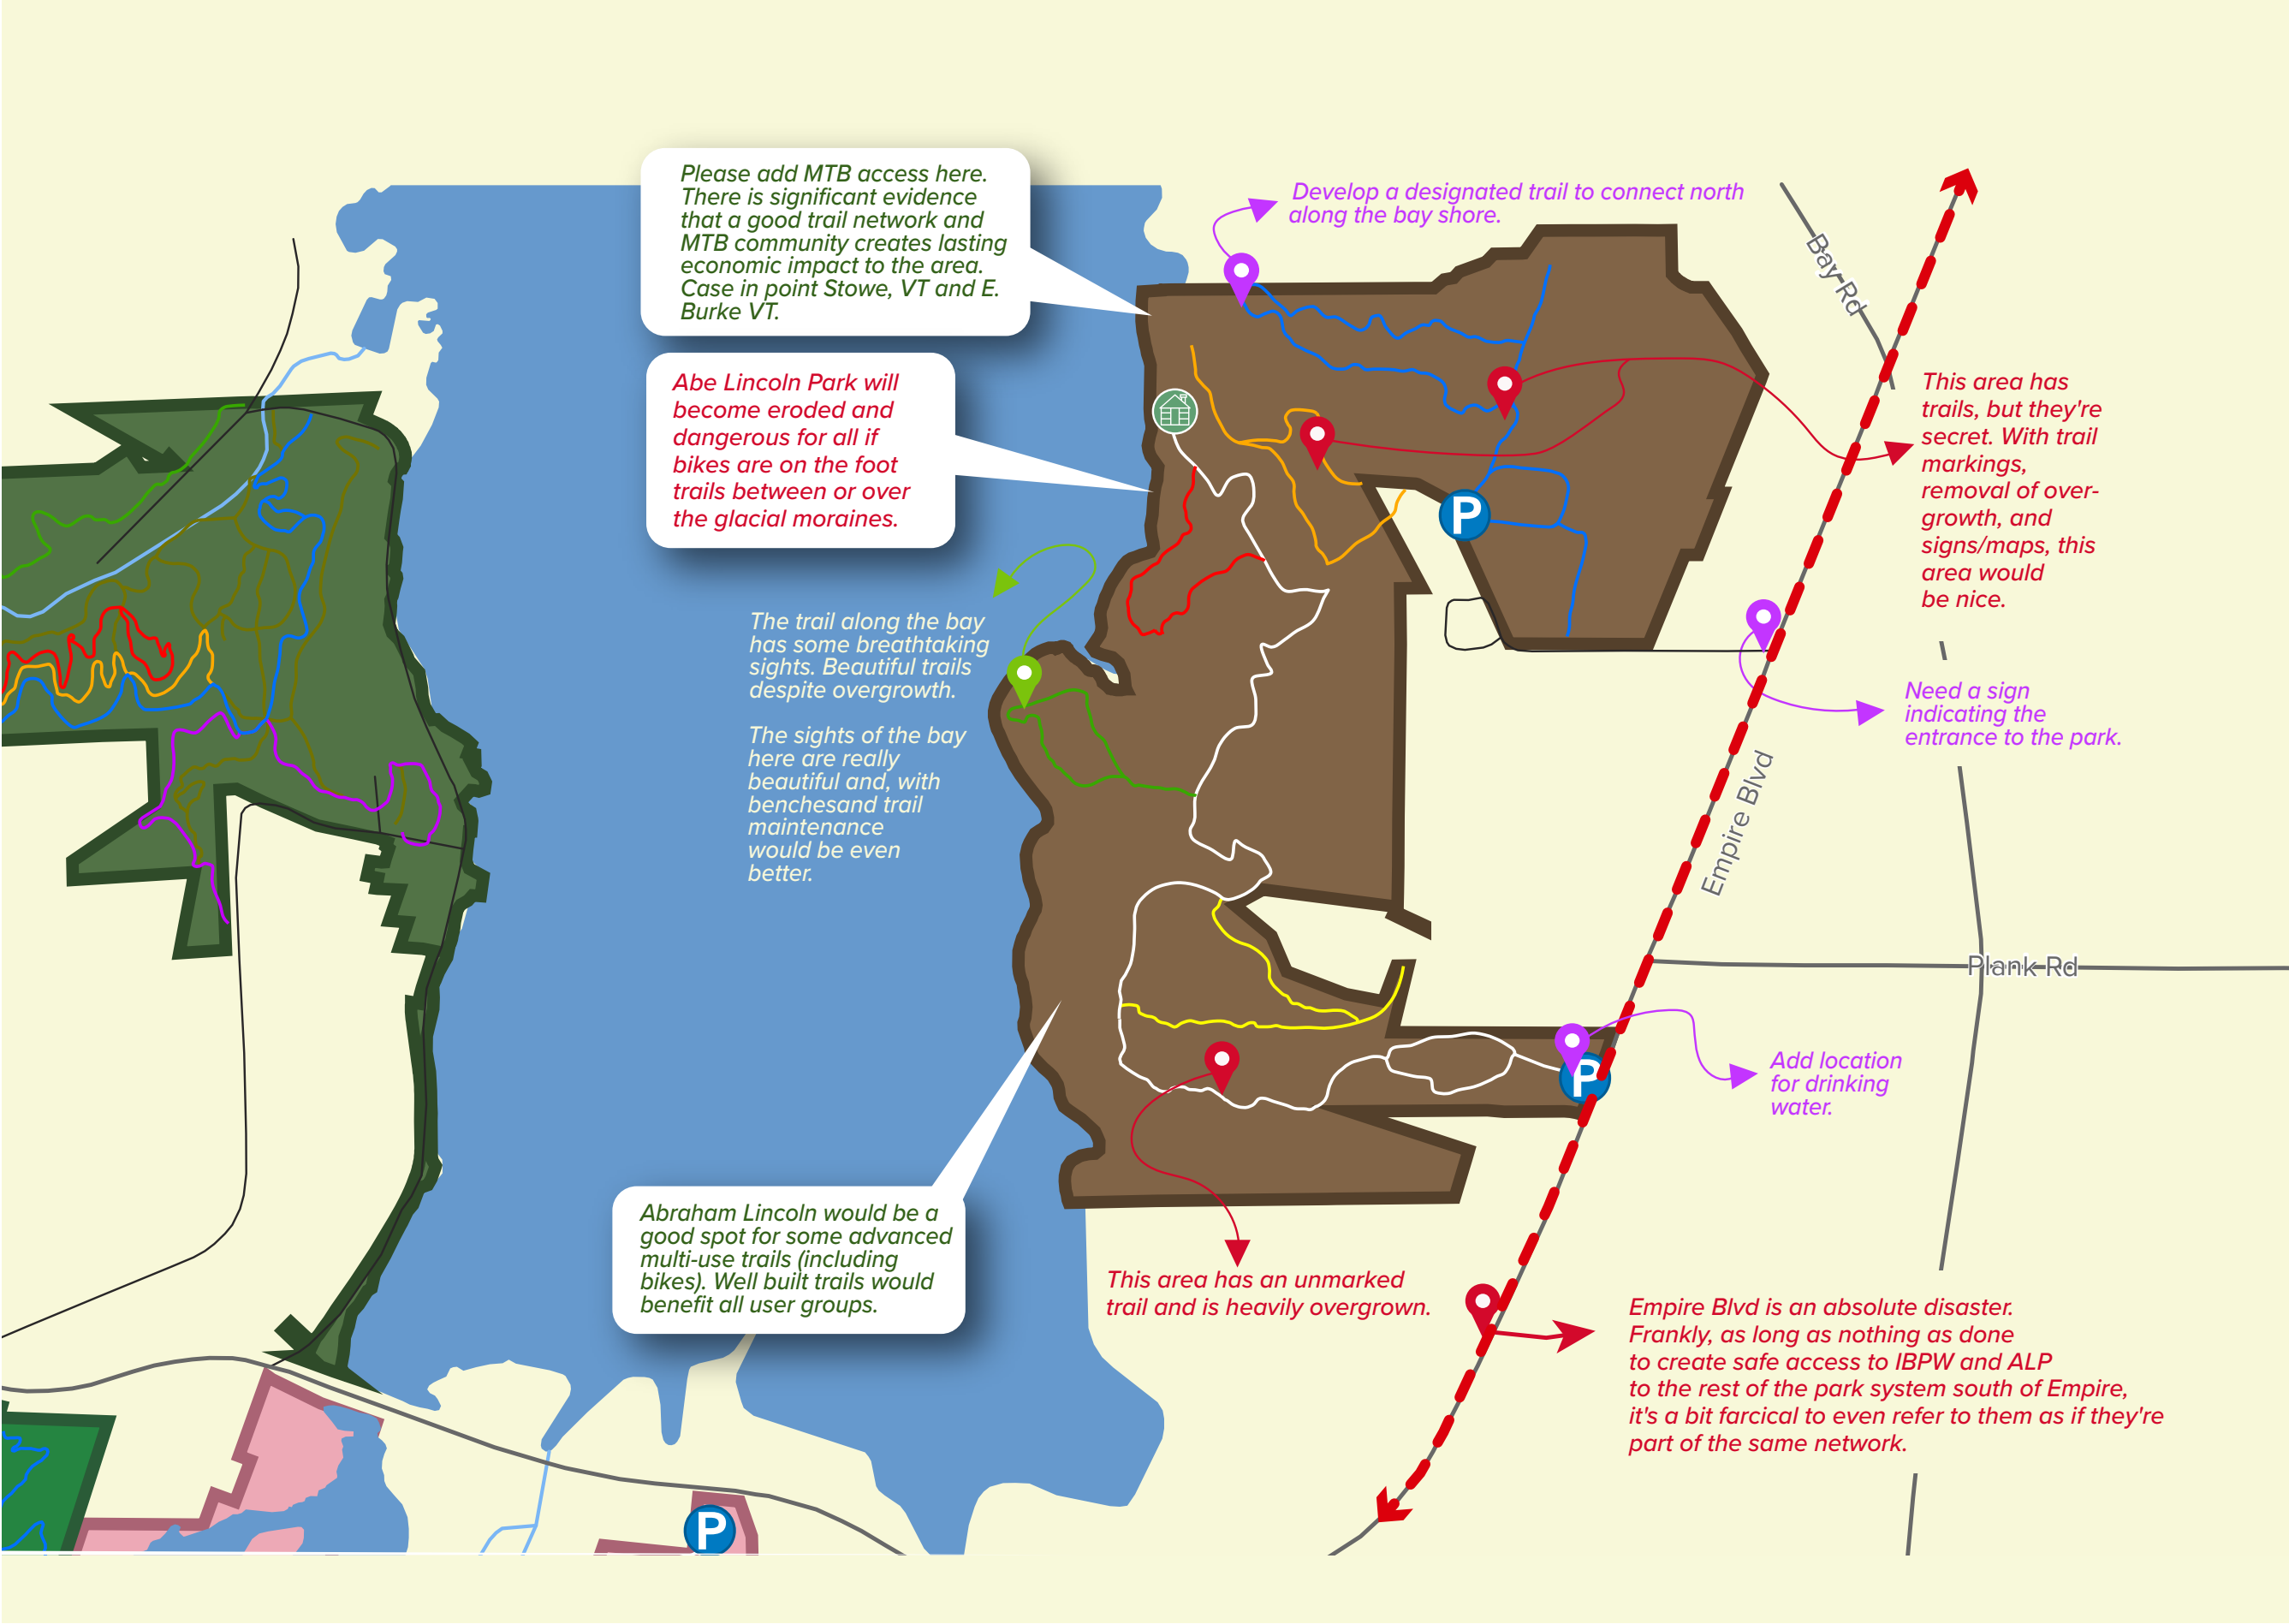 Please add MTB access here.
There is significant evidence
that a good trail network and
MTB community creates lasting
economic impact to the area.
Case in point Stowe, VT and E.
Burke VT.
Develop a designated trail to connect north
along the bay shore.
Bay Rd
Abe Lincoln Park will
become eroded and
dangerous for all if
bikes are on the foot
trails between or over
the glacial moraines.
This area has
trails, but they're
secret. With trail
markings,
removal of over-
growth, and
signs/maps, this
area would
be nice.
P
The trail along the bay
has some breathtaking
sights. Beautiful trails
despite overgrowth.
The sights of the bay
here are really
beautiful and, with
benchesand trail
maintenance
would be even
better.
Need a sign
indicating the
entrance to the park.
Empire Blvd
Plank Rd
P
Add location
for drinking
water.
Abraham Lincoln would be a
good spot for some advanced
multi-use trails (including
bikes). Well built trails would
benefit all user groups.
This area has an unmarked
trail and is heavily overgrown.
Empire Blvd is an absolute disaster.
Frankly, as long as nothing as done
to create safe access to IBPW and ALP
to the rest of the park system south of Empire,
it's a bit farcical to even refer to them as if they're
part of the same network.
P